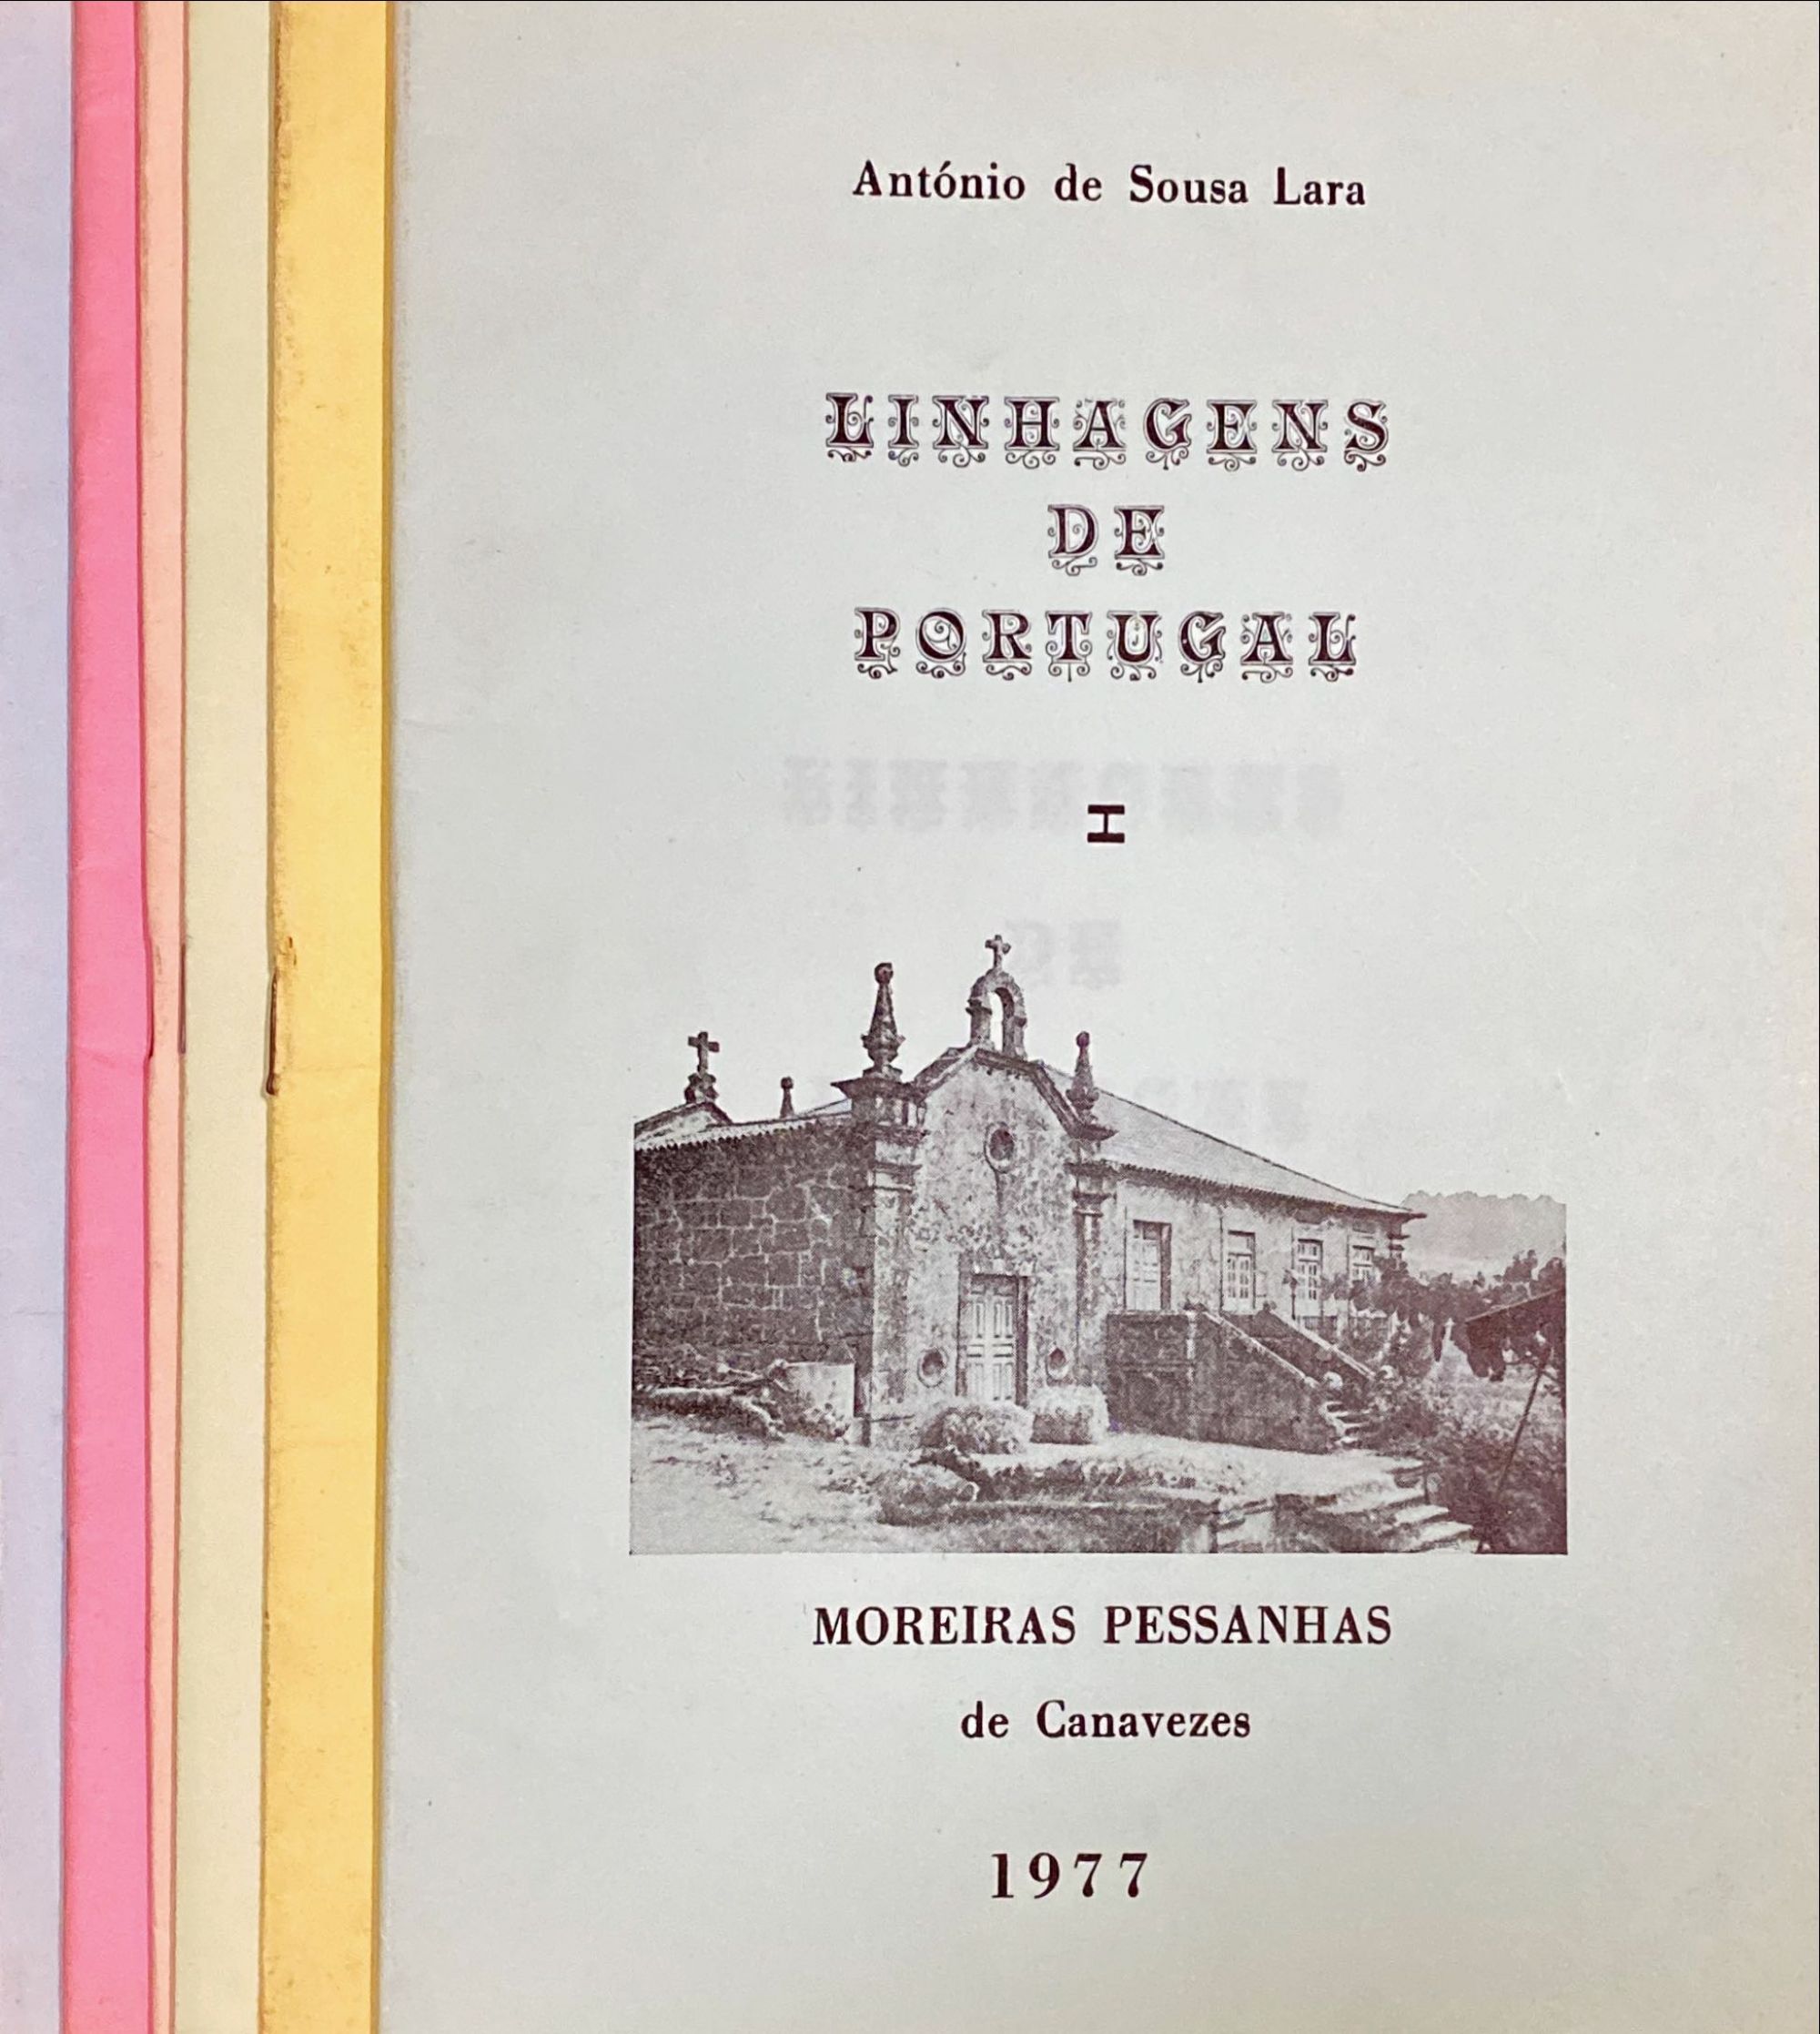 António de Sousa Lara
LINHAGENS
DE
PORTUGAL
I
MOREIRAS PESSANHAS
de Canavezes
1977